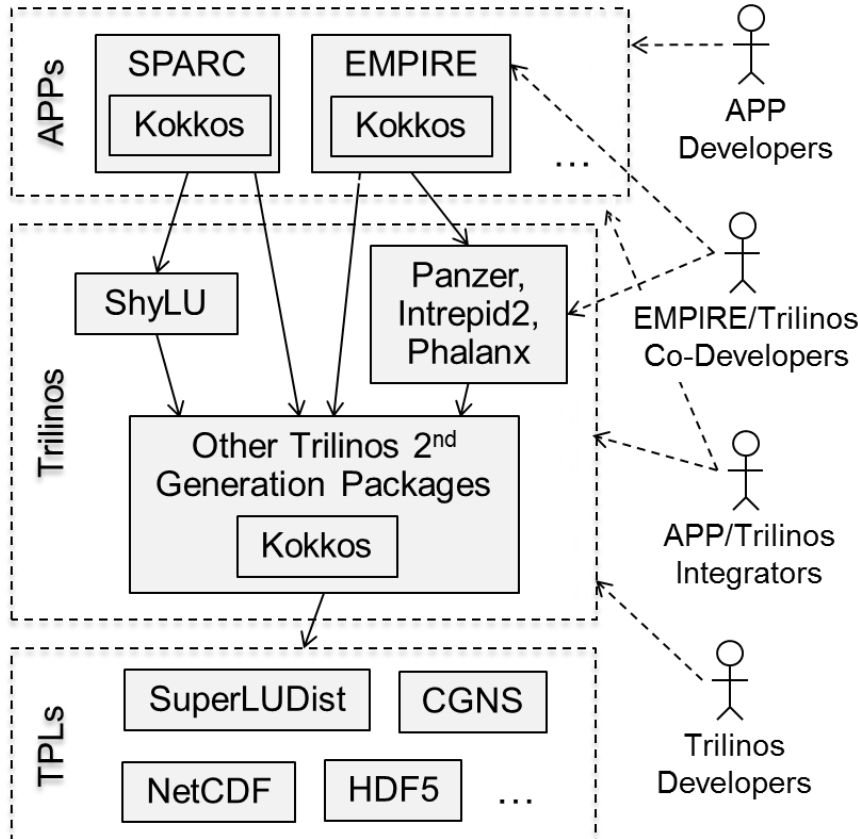 APPs
SPARC
Kokkos
EMPIRE
Kokkos
...
APP
Developers
Trilinos
ShyLU
Panzer,
Intrepid2,
Phalanx
EMPIRE/Trilinos
Co-Developers
Other Trilinos 2nd
Generation Packages
Kokkos
APP/Trilinos
Integrators
TPLs
SuperLUDist
CGNS
NetCDF
HDF5
...
Trilinos
Developers